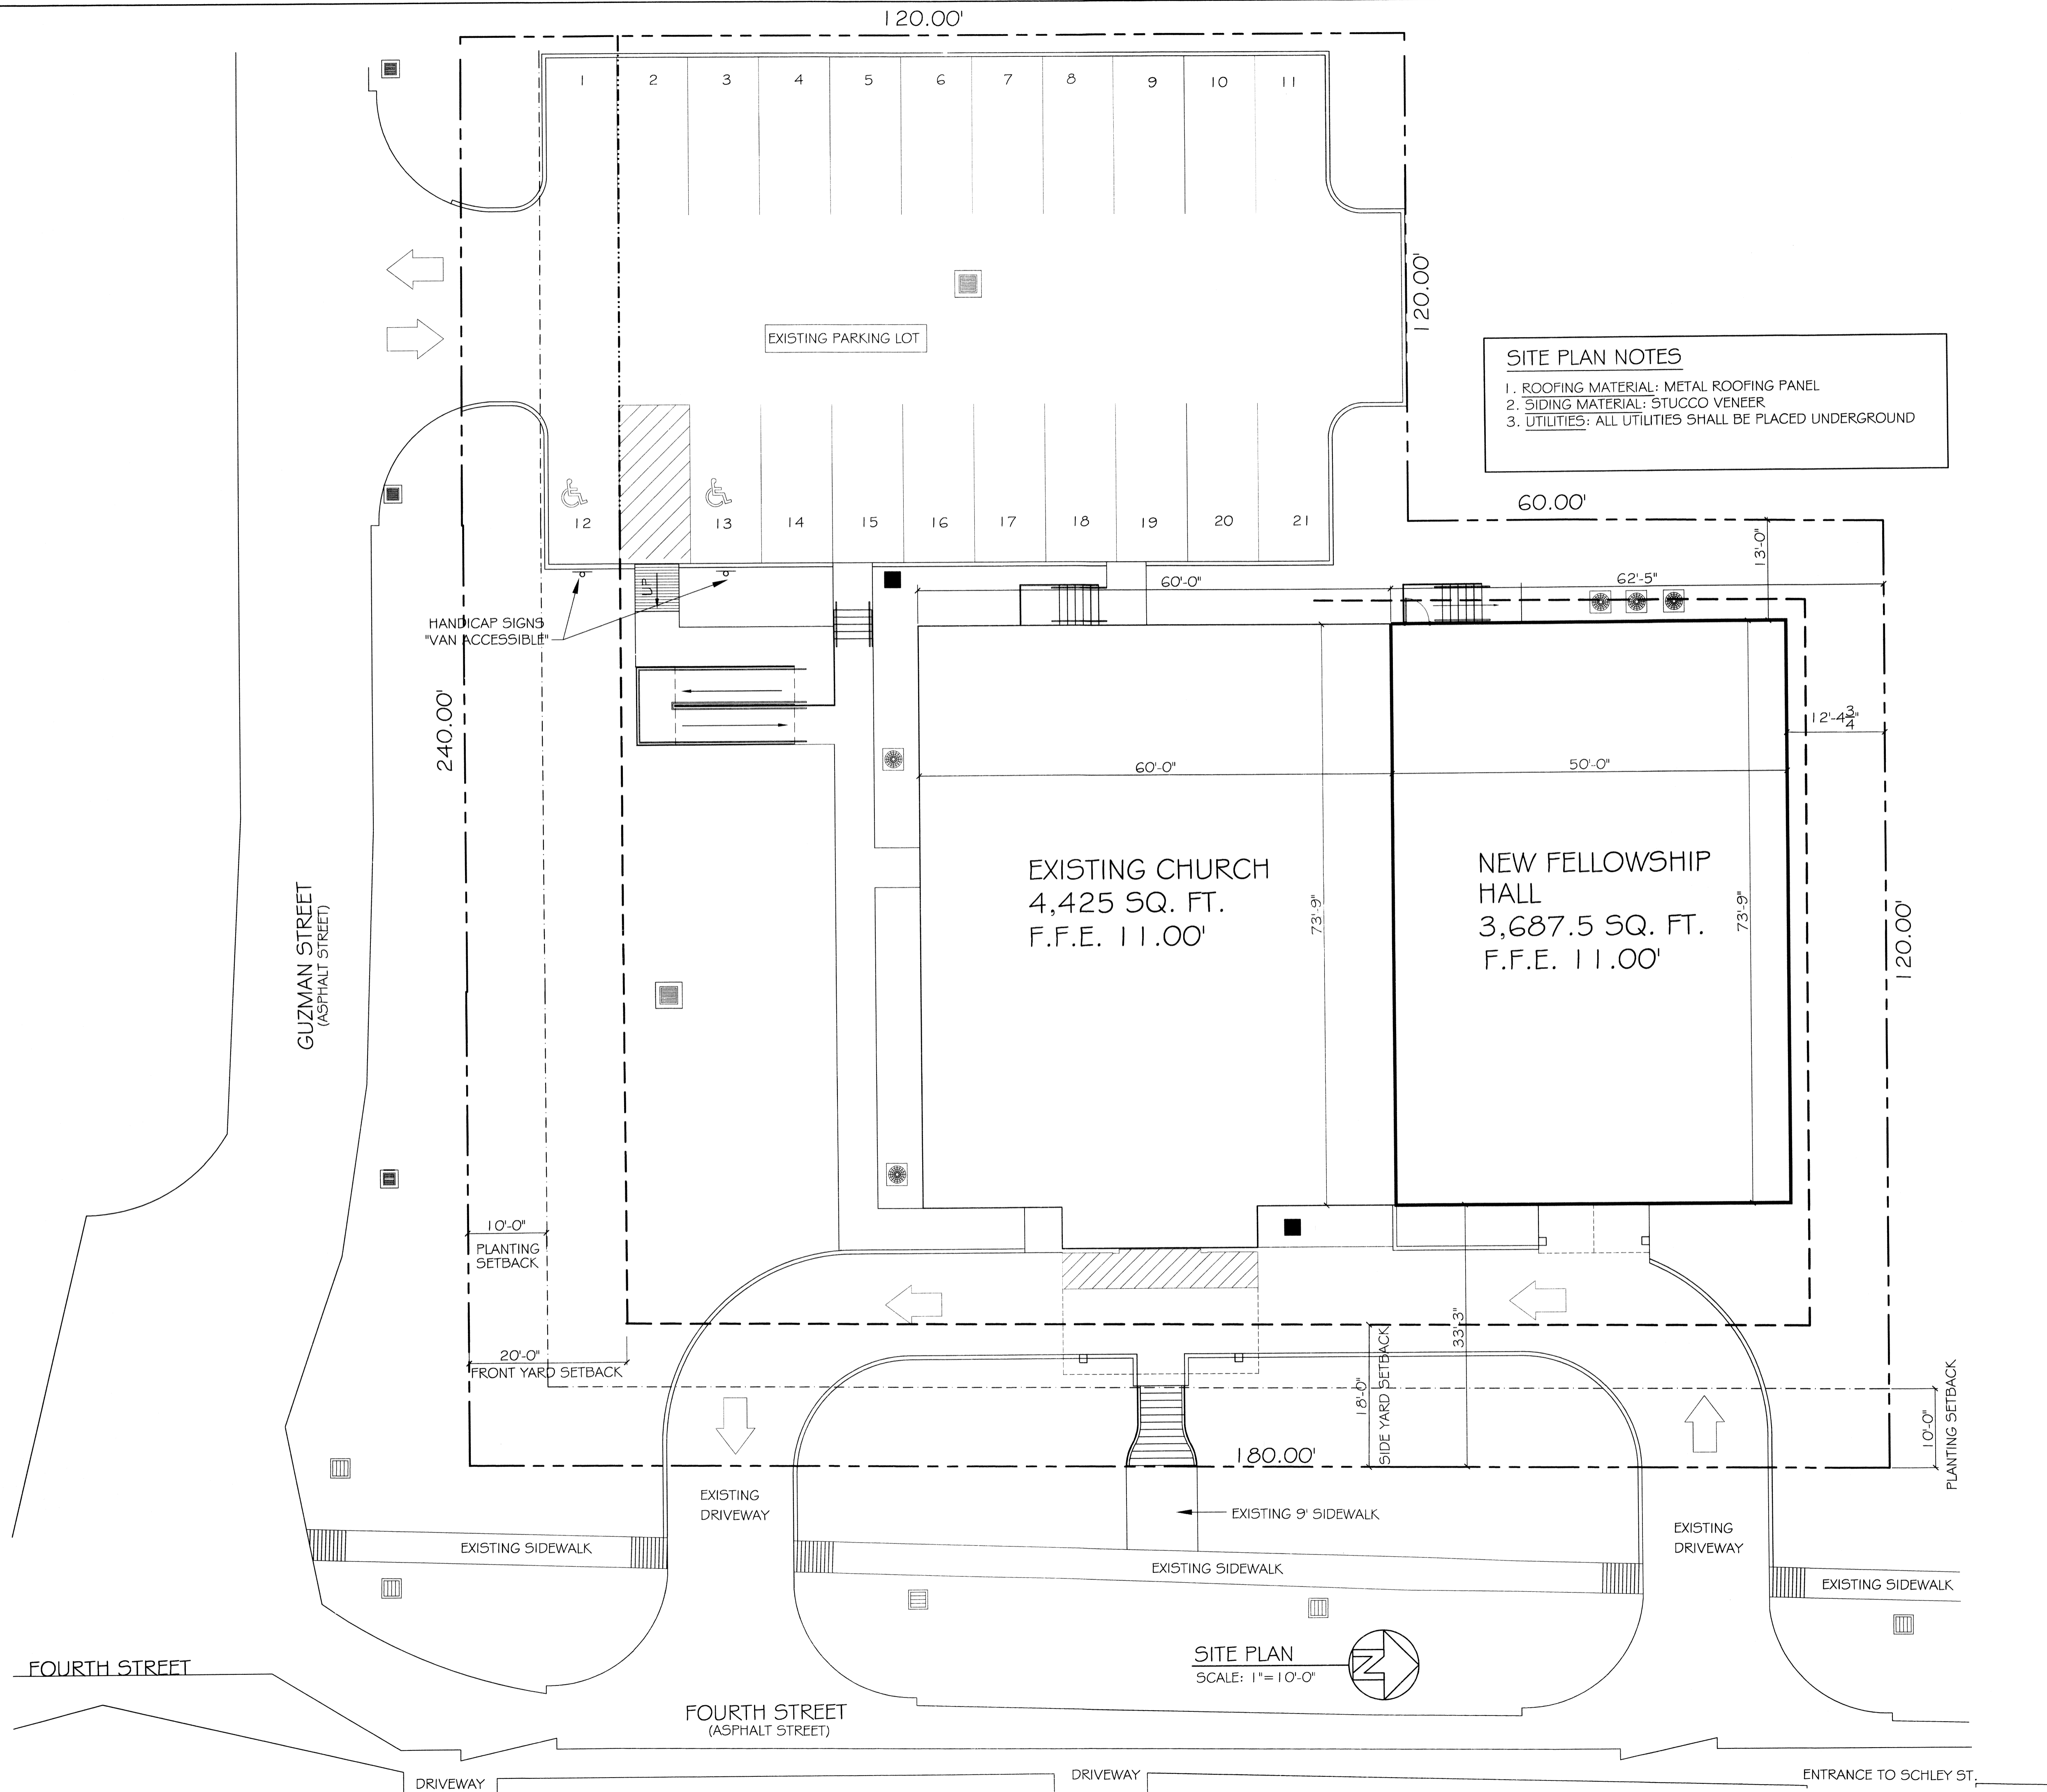 120.00'
1 2 3 4 5 6 7 8 9 10 11
120.00'
EXISTING PARKING LOT
SITE PLAN NOTES
1. ROOFING MATERIAL: METAL ROOFING PANEL
2. SIDING MATERIAL: STUCCO VENEER
3. UTILITIES: ALL UTILITIES SHALL BE PLACED UNDERGROUND
60.00'
12 13 14 15 16 17 18 19 20 21
13'-0"
UP
60'-0"
62'-5"
HANDICAP SIGNS
"VAN ACCESSIBLE"
240.00'
12'-4 3/4"
60'-0"
50'-0"
EXISTING CHURCH
4,425 SQ. FT.
F.F.E. 11.00'
73'-9"
NEW FELLOWSHIP
HALL
3,687.5 SQ. FT.
F.F.E. 11.00'
73'-9"
120.00'
GUZMAN STREET
(ASPHALT STREET)
10'-0"
PLANTING
SETBACK
20'-0"
FRONT YARD SETBACK
18'-0"
SIDE YARD SETBACK
33'-3"
10'-0"
PLANTING SETBACK
180.00'
EXISTING
DRIVEWAY
EXISTING 9' SIDEWALK
EXISTING
DRIVEWAY
EXISTING SIDEWALK
EXISTING SIDEWALK
EXISTING SIDEWALK
SITE PLAN
SCALE: 1"=10'-0"
N
FOURTH STREET
FOURTH STREET
(ASPHALT STREET)
DRIVEWAY
DRIVEWAY
ENTRANCE TO SCHLEY ST.